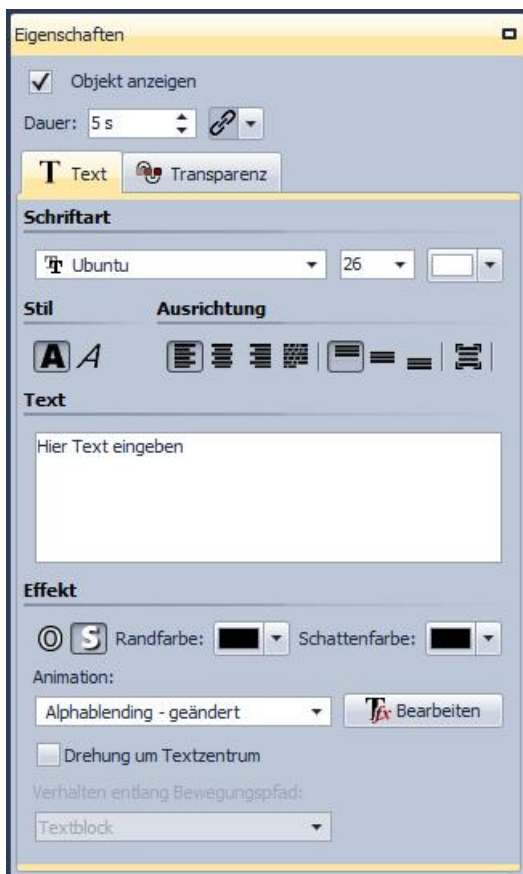 Eigenschaften
Objekt anzeigen
Dauer: 5 s
Text Transparenz
Schriftart
Ubuntu 26
Stil Ausrichtung
Text
Hier Text eingeben
Effekt
Randfarbe: Schattenfarbe:
Animation:
Alphablending - geändert Bearbeiten
Drehung um Textzentrum
Verhalten entlang Bewegungspfad:
Textblock